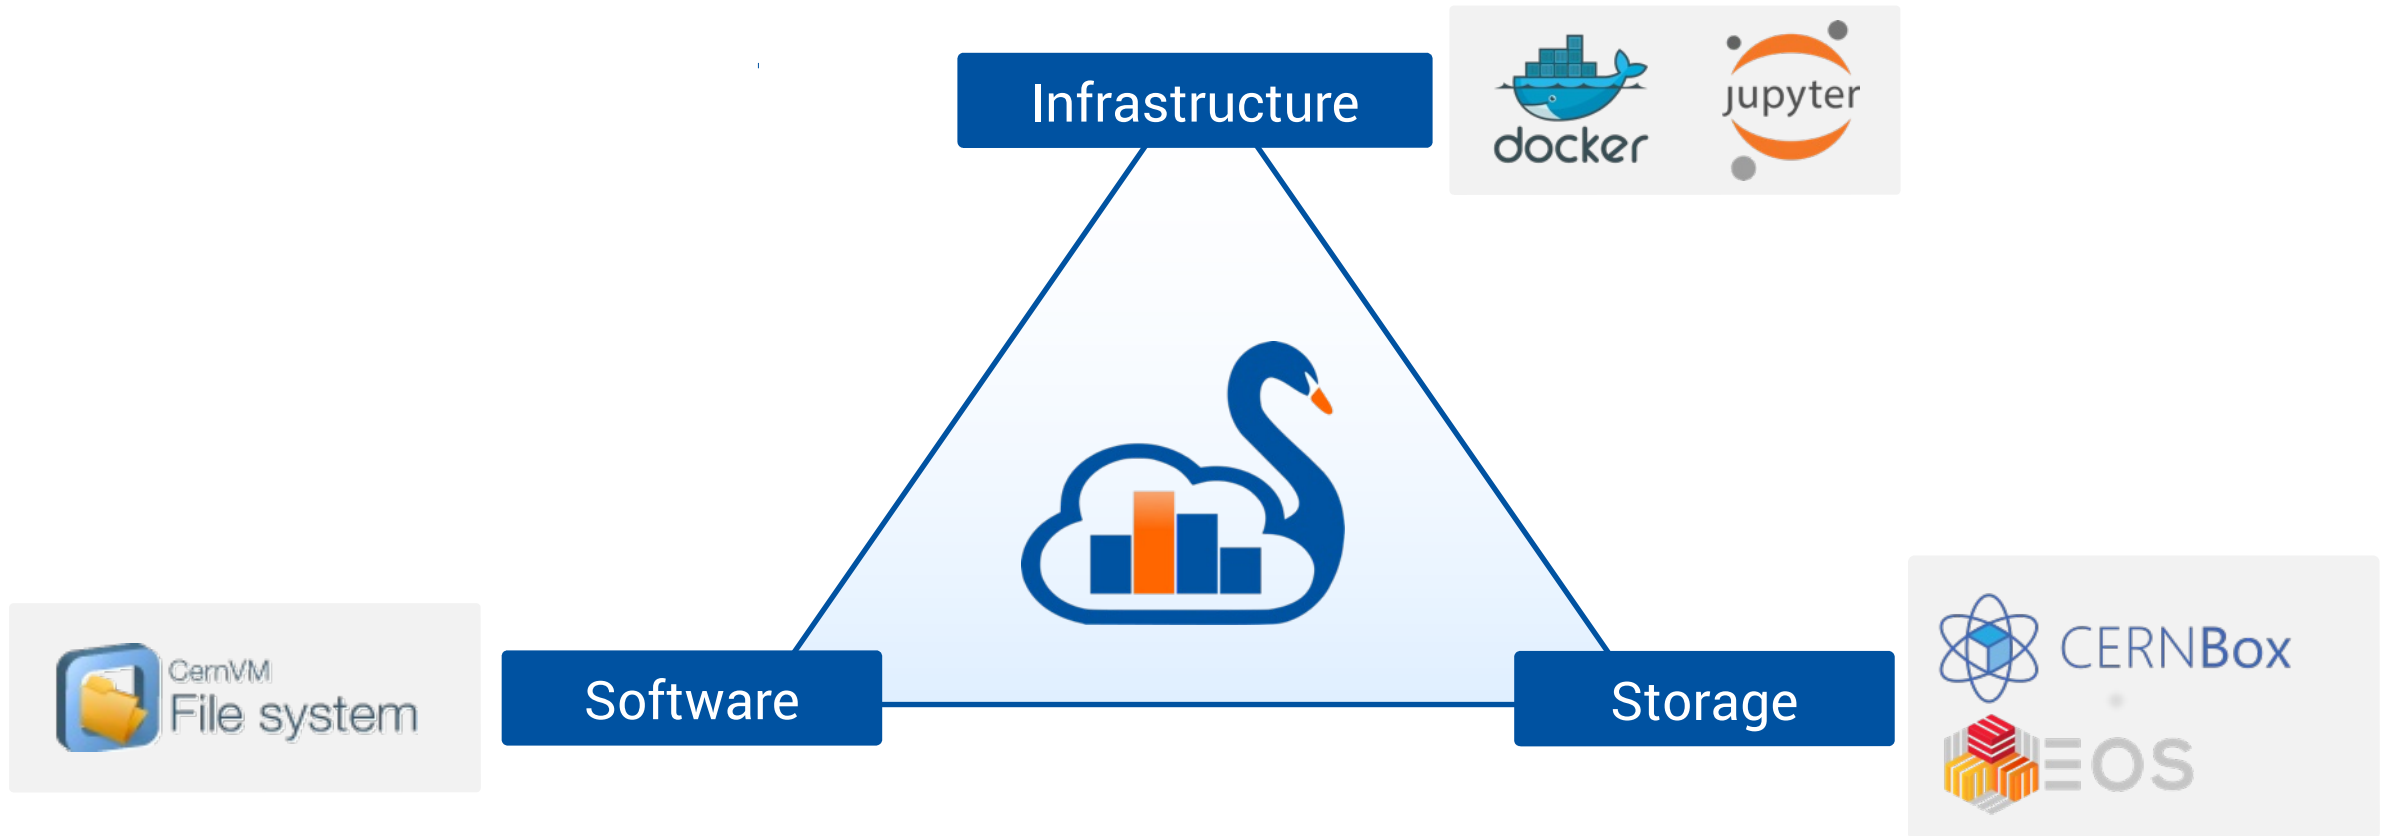 Infrastructure
docker
jupyter
CernVM
File system
Software
Storage
CERNBox
EOS